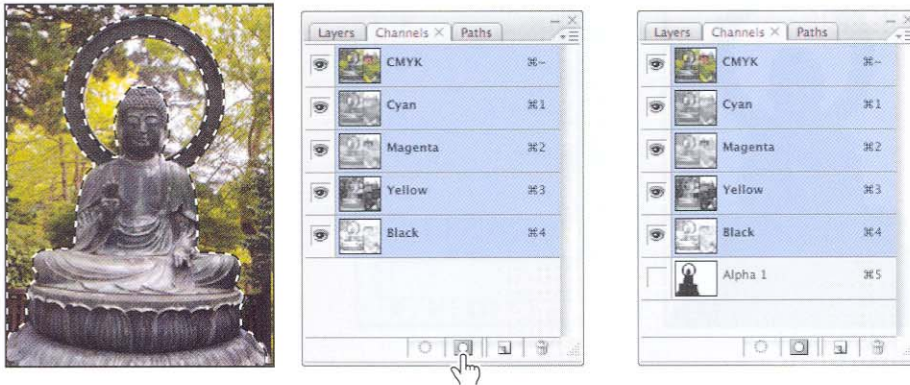 Layers Channels × Paths
CMYK ⌘~
Cyan ⌘1
Magenta ⌘2
Yellow ⌘3
Black ⌘4
Layers Channels × Paths
CMYK ⌘~
Cyan ⌘1
Magenta ⌘2
Yellow ⌘3
Black ⌘4
Alpha 1 ⌘5